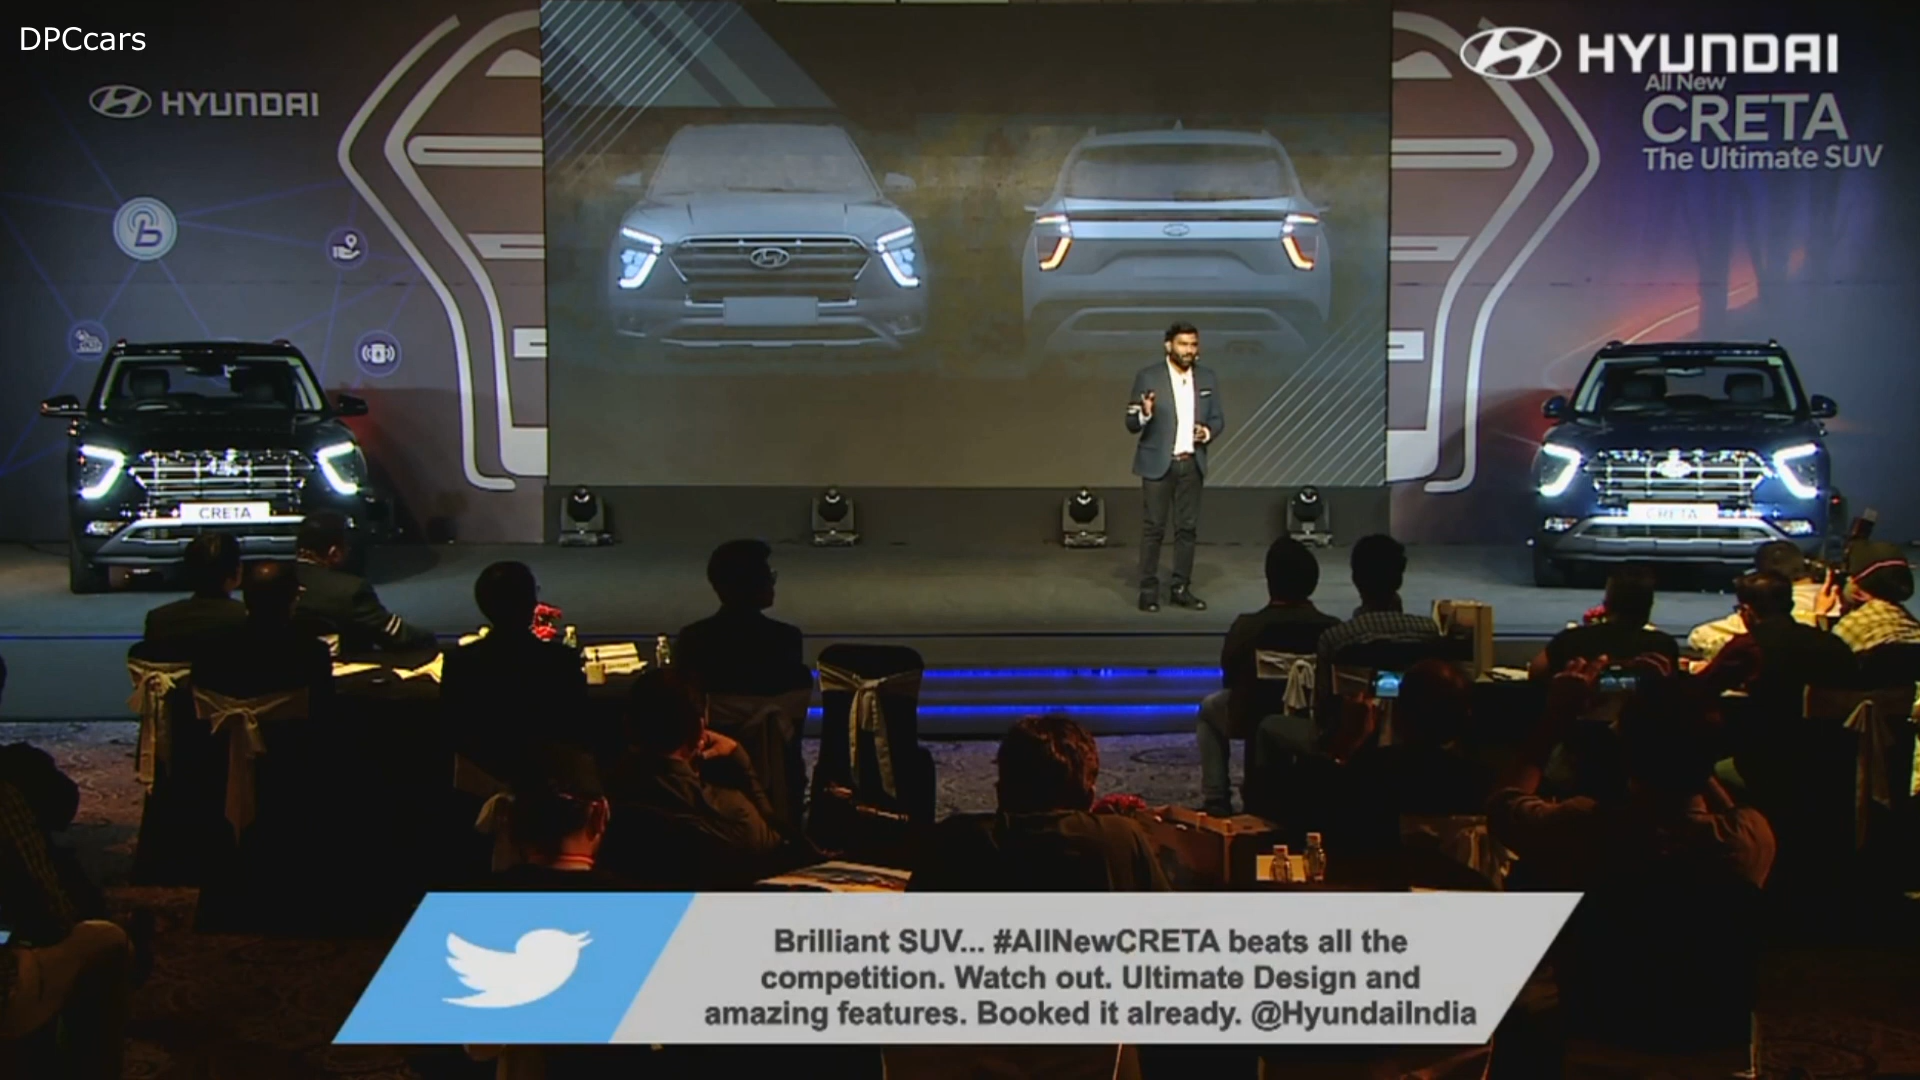 DPCcars
HYUNDAI
HYUNDAI
All New
CRETA
The Ultimate SUV
CRETA
CRETA
Brilliant SUV... #AllNewCRETA beats all the
competition. Watch out. Ultimate Design and
amazing features. Booked it already. @HyundaiIndia